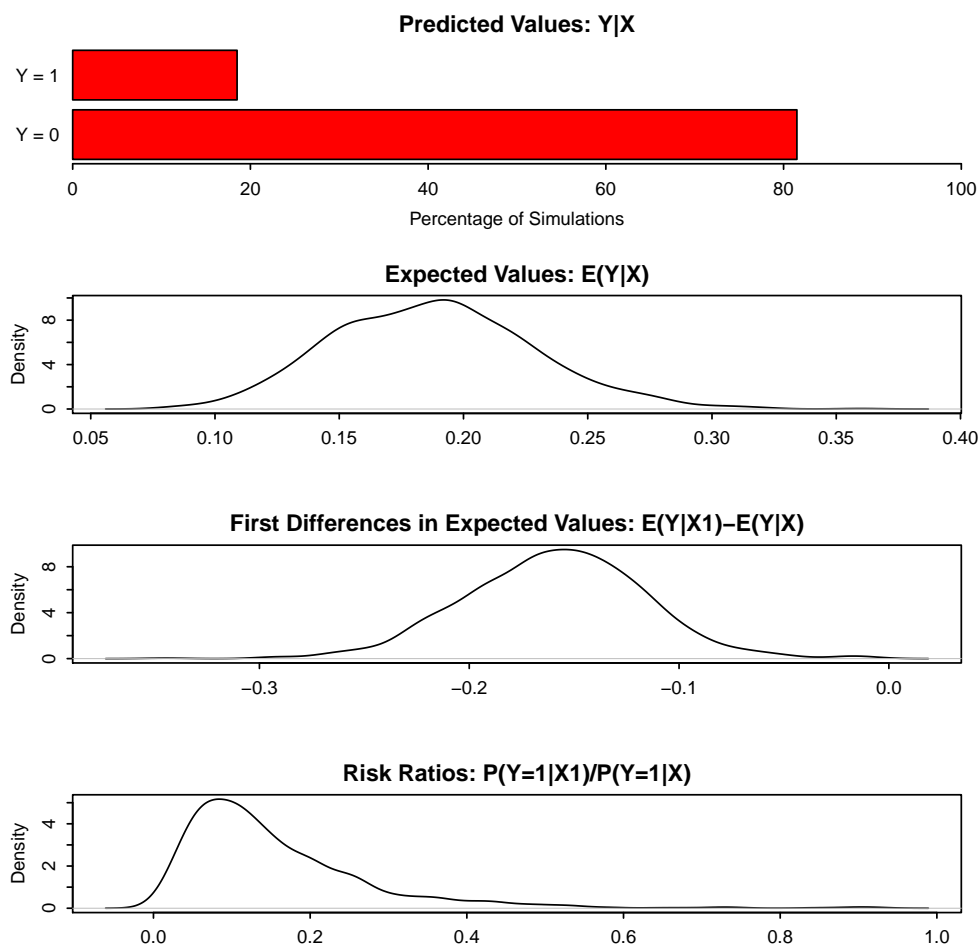 Predicted Values: Y|X
Y = 1
Y = 0
0 20 40 60 80 100
Percentage of Simulations
Expected Values: E(Y|X)
Density
0 4 8
0.05 0.10 0.15 0.20 0.25 0.30 0.35 0.40
First Differences in Expected Values: E(Y|X1)−E(Y|X)
Density
0 4 8
−0.3 −0.2 −0.1 0.0
Risk Ratios: P(Y=1|X1)/P(Y=1|X)
Density
0 2 4
0.0 0.2 0.4 0.6 0.8 1.0